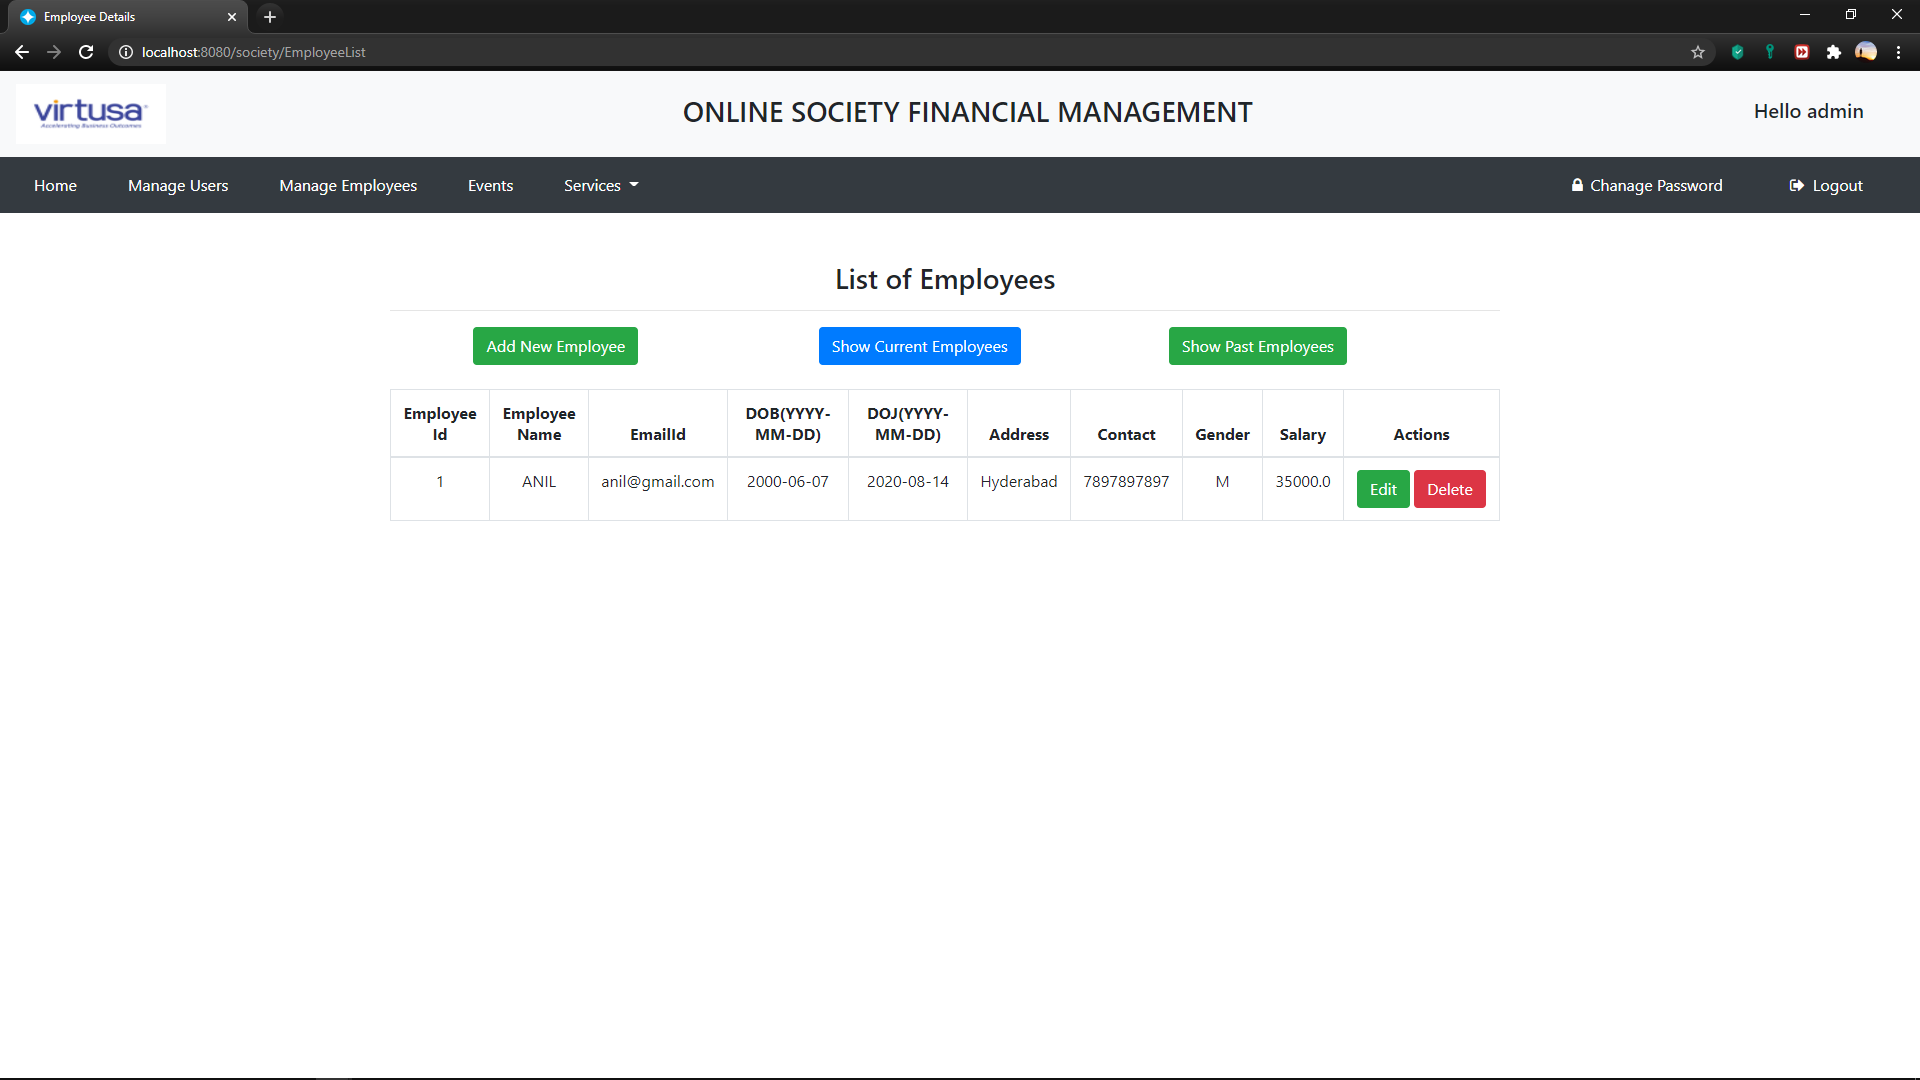 Employee Details
localhost:8080/society/EmployeeList
virtusa
Accelerating Business Outcomes
ONLINE SOCIETY FINANCIAL MANAGEMENT
Hello admin
Home Manage Users Manage Employees Events Services Chanage Password Logout
List of Employees
Add New Employee Show Current Employees Show Past Employees
Employee Id Employee Name EmailId DOB(YYYY-MM-DD) DOJ(YYYY-MM-DD) Address Contact Gender Salary Actions
1 ANIL anil@gmail.com 2000-06-07 2020-08-14 Hyderabad 7897897897 M 35000.0 Edit Delete